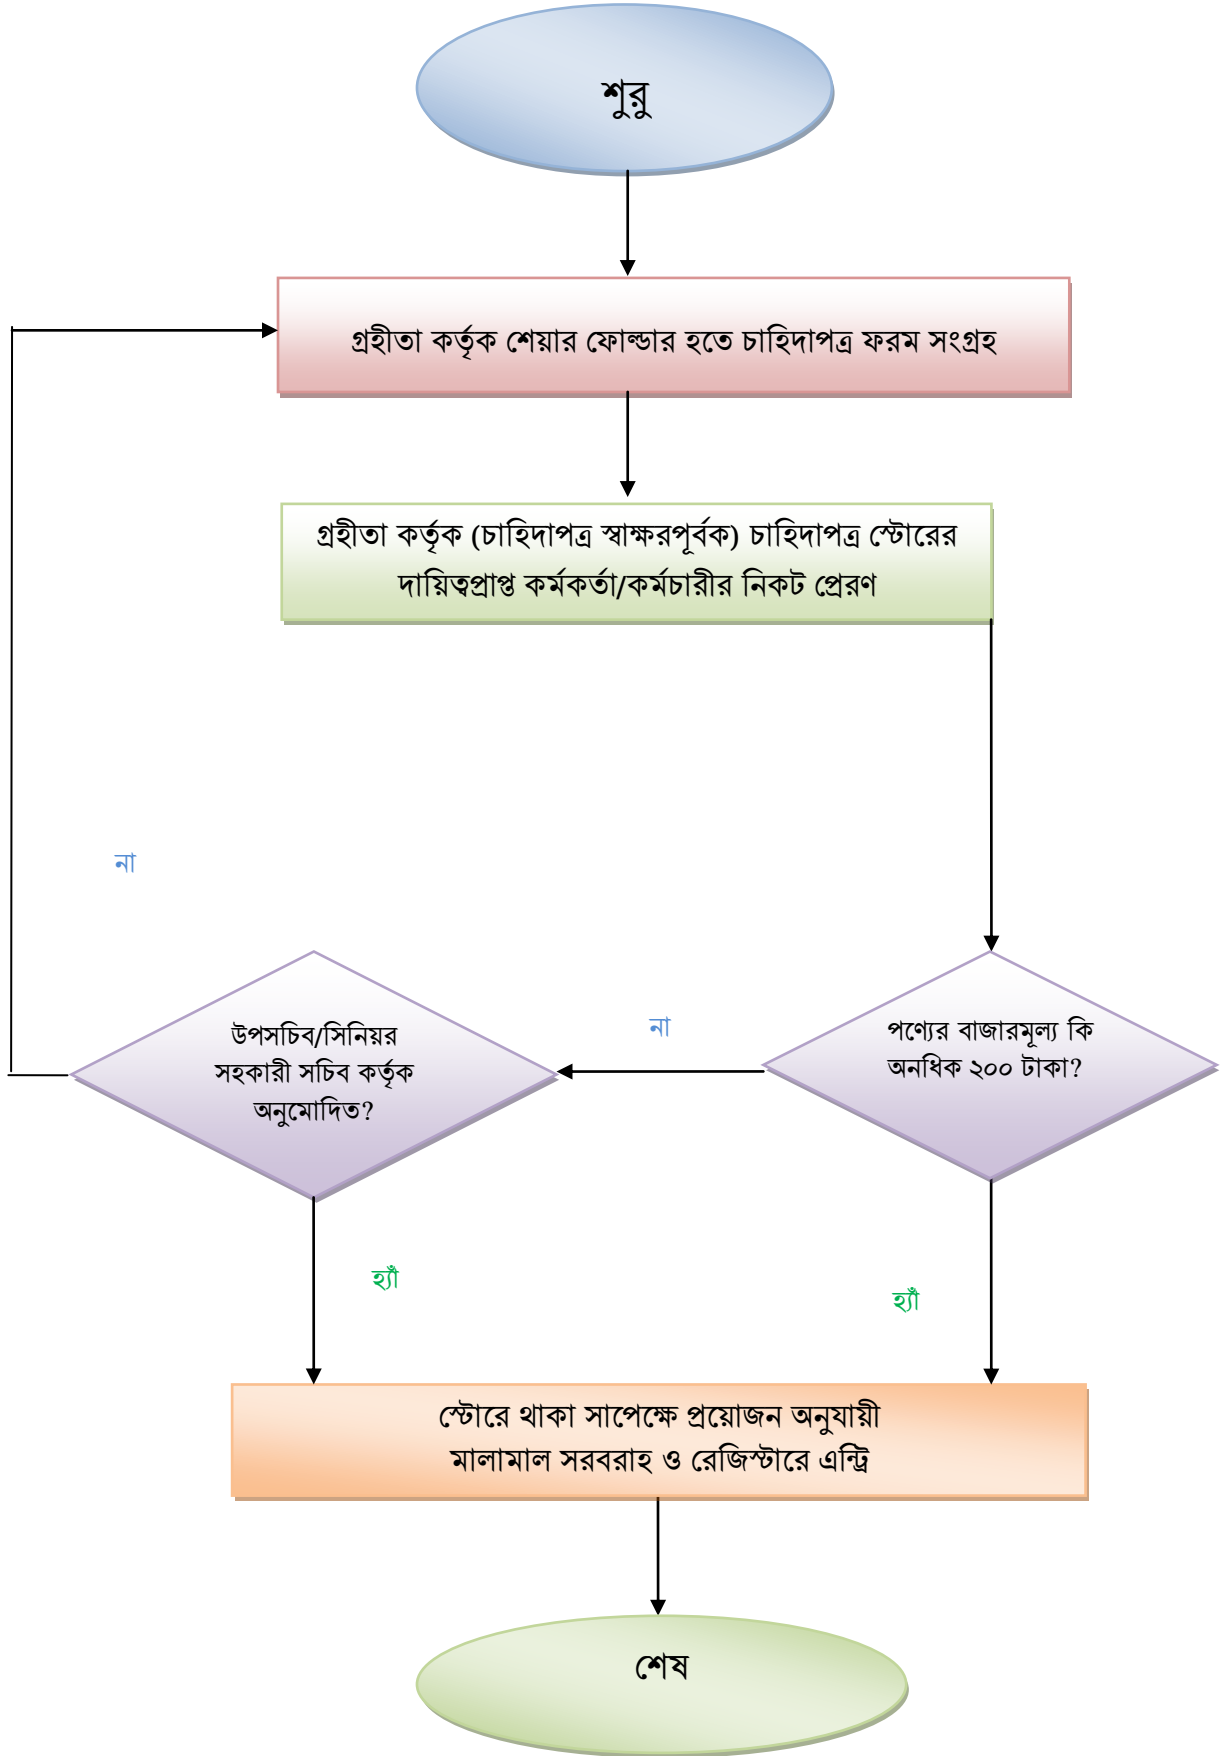 শুরু
গ্রহীতা কর্তৃক শেয়ার ফোল্ডার হতে চাহিদাপত্র ফরম সংগ্রহ
গ্রহীতা কর্তৃক (চাহিদাপত্র স্বাক্ষরপূর্বক) চাহিদাপত্র স্টোরের
দায়িত্বপ্রাপ্ত কর্মকর্তা/কর্মচারীর নিকট প্রেরণ
না
পণ্যের বাজারমূল্য কি
অনধিক ২০০ টাকা?
না
উপসচিব/সিনিয়র
সহকারী সচিব কর্তৃক
অনুমোদিত?
হ্যাঁ
হ্যাঁ
স্টোরে থাকা সাপেক্ষে প্রয়োজন অনুযায়ী
মালামাল সরবরাহ ও রেজিস্টারে এন্ট্রি
শেষ